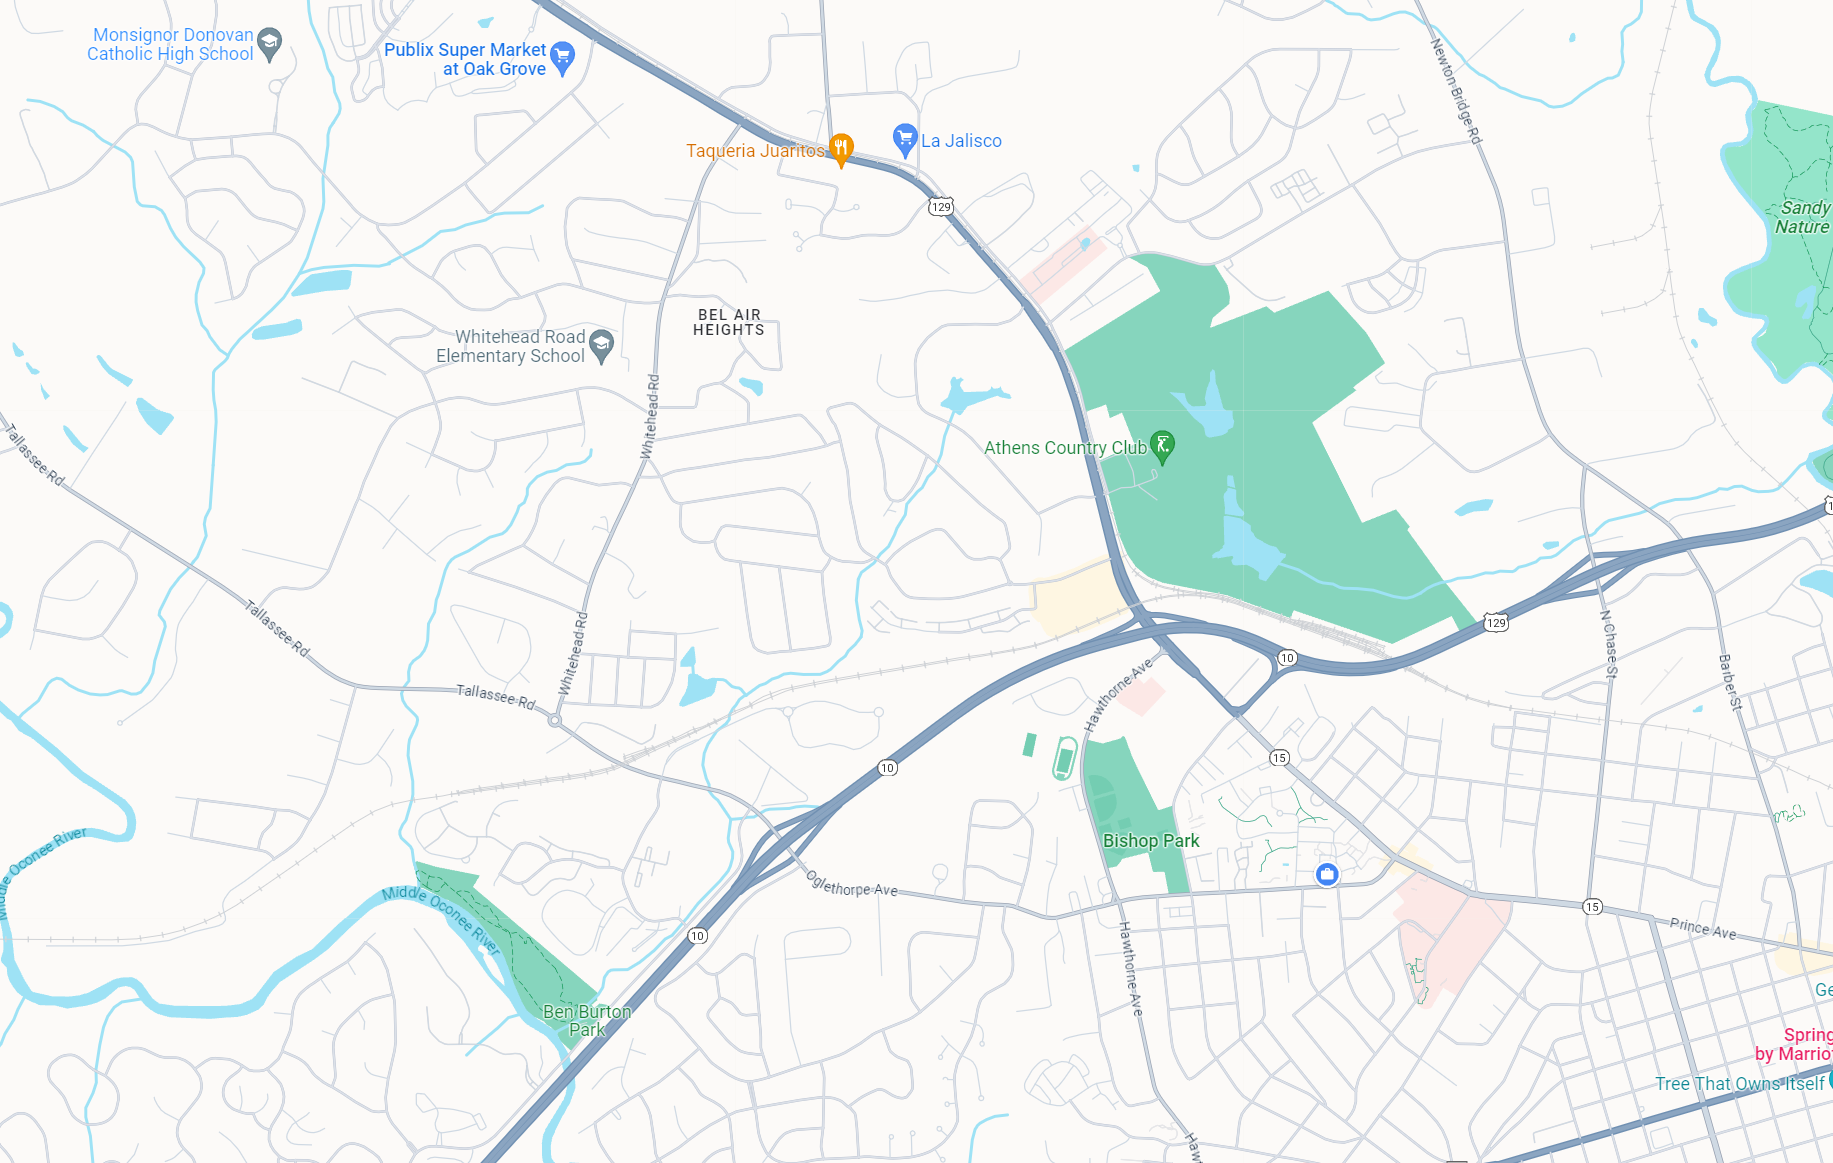 Monsignor Donovan
Catholic High School
Publix Super Market
at Oak Grove
Newton Bridge Rd
Taqueria Juaritos
La Jalisco
129
Sandy
Nature
BEL AIR
HEIGHTS
Whitehead Road
Elementary School
Whitehead Rd
Tallassee Rd
Athens Country Club
Tallassee Rd
Whitehead Rd
129
N Chase St
10
Barber St
Tallassee Rd
Hawthorne Ave
10
15
Middle Oconee River
Bishop Park
Middle Oconee River
Oglethorpe Ave
10
15
Prince Ave
Hawthorne Ave
Ben Burton
Park
Ge
Spring
by Marrio
Tree That Owns Itself
Haw